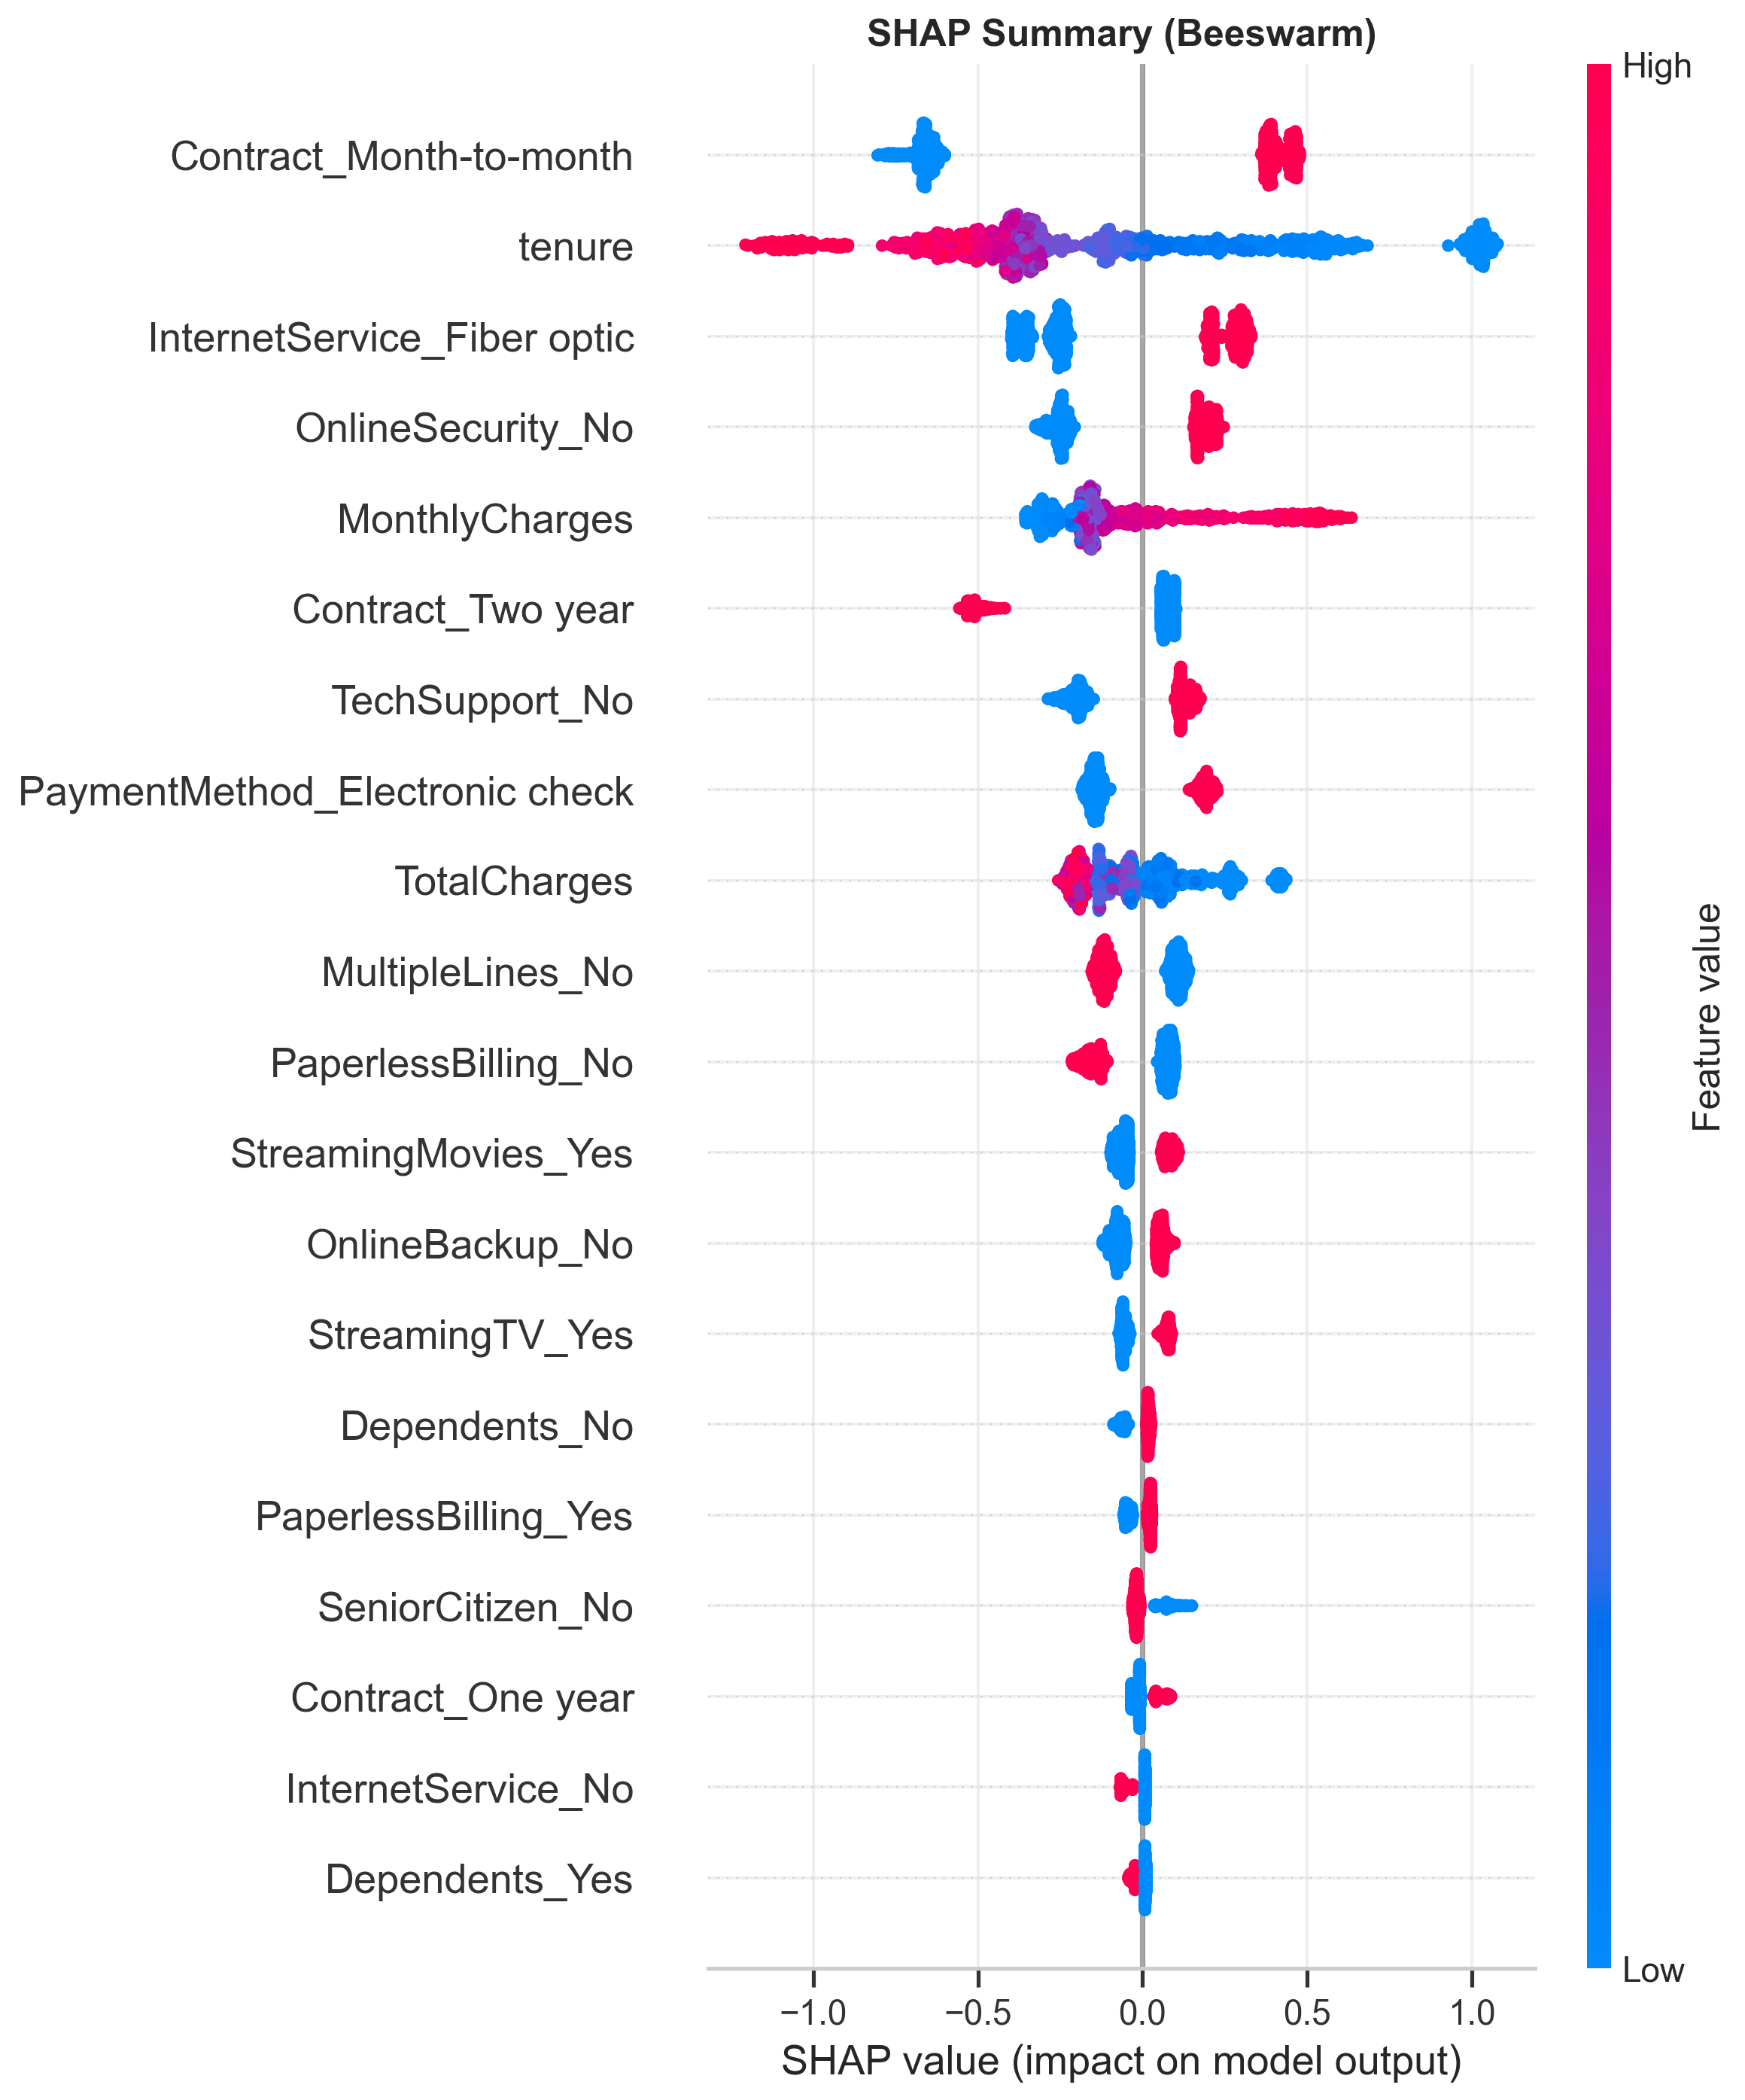 SHAP Summary (Beeswarm)
High
Contract_Month-to-month
tenure
InternetService_Fiber optic
OnlineSecurity_No
MonthlyCharges
Contract_Two year
TechSupport_No
PaymentMethod_Electronic check
TotalCharges
MultipleLines_No
PaperlessBilling_No
StreamingMovies_Yes
OnlineBackup_No
StreamingTV_Yes
Dependents_No
PaperlessBilling_Yes
SeniorCitizen_No
Contract_One year
InternetService_No
Dependents_Yes
Feature value
Low
−1.0 −0.5 0.0 0.5 1.0
SHAP value (impact on model output)